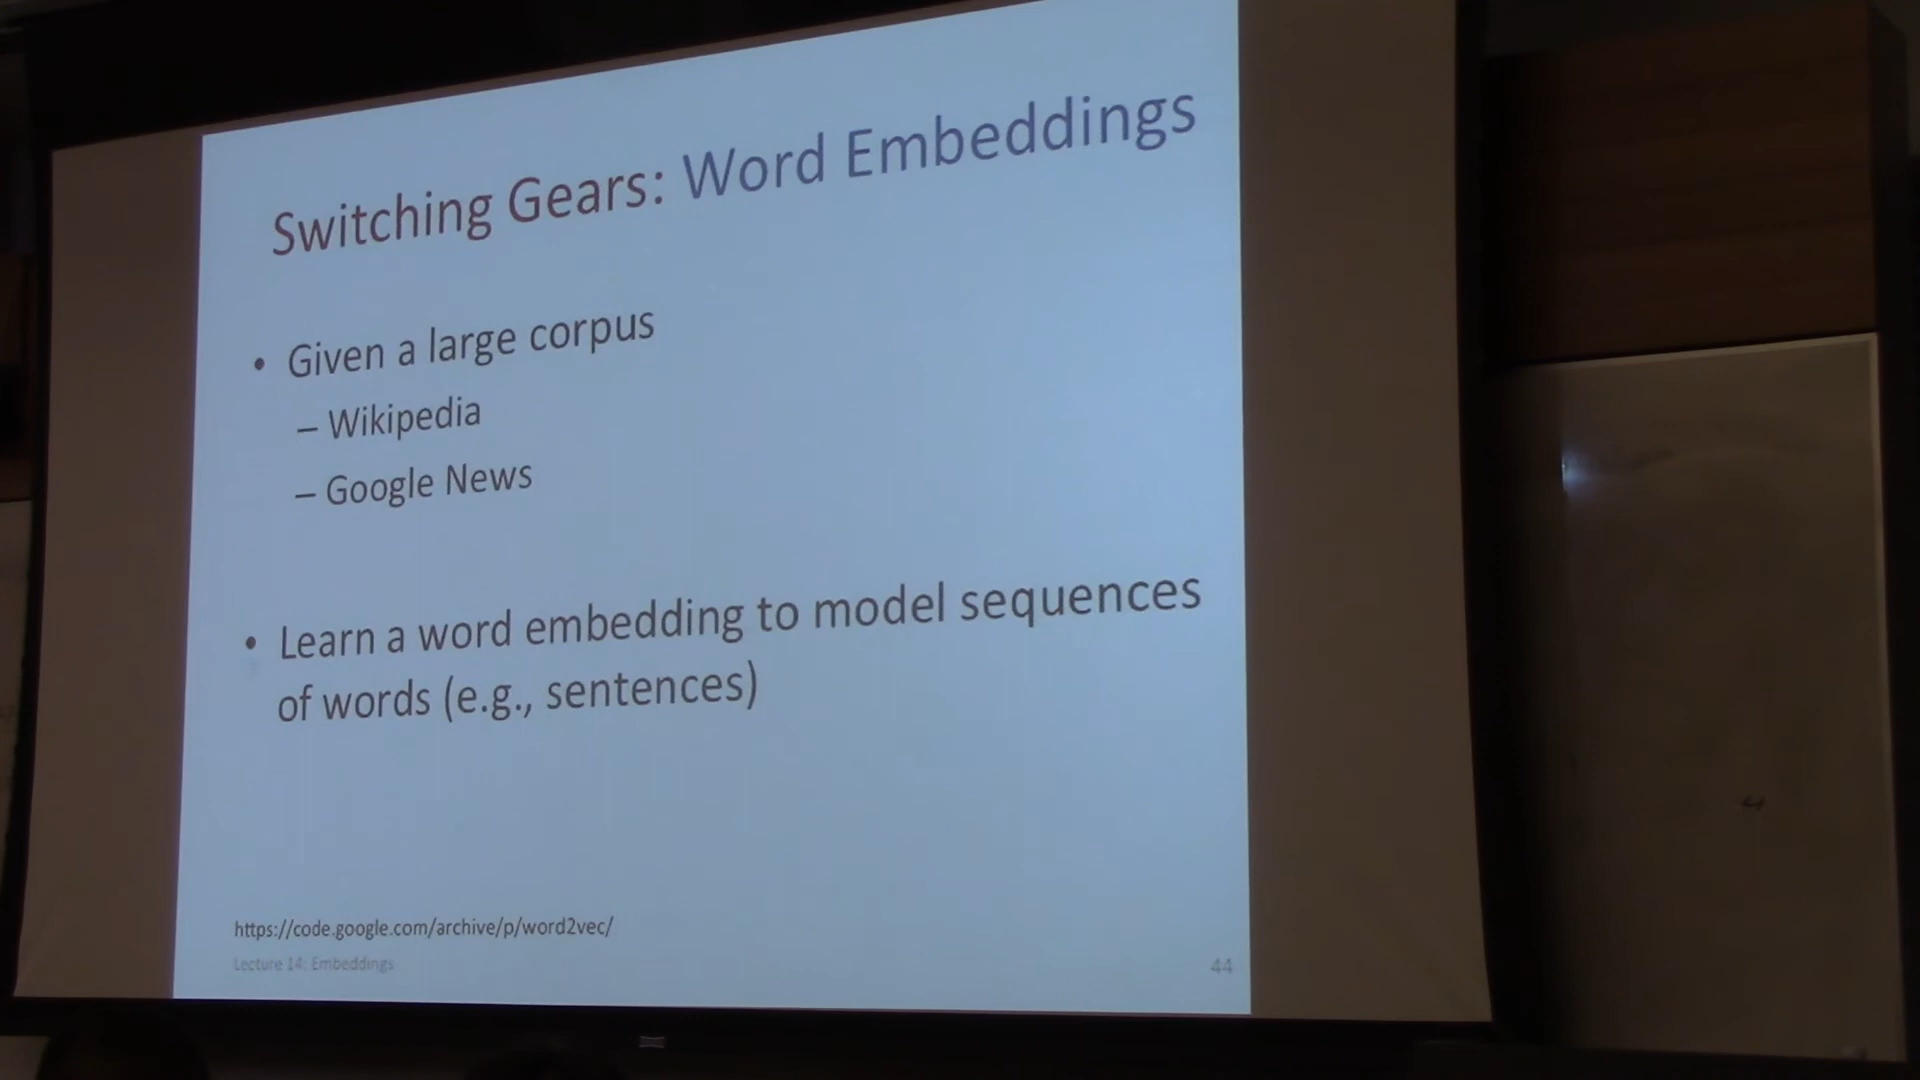 Switching Gears: Word Embeddings
• Given a large corpus
– Wikipedia
– Google News
• Learn a word embedding to model sequences
of words (e.g., sentences)
https://code.google.com/archive/p/word2vec/
Lecture 14: Embeddings
44